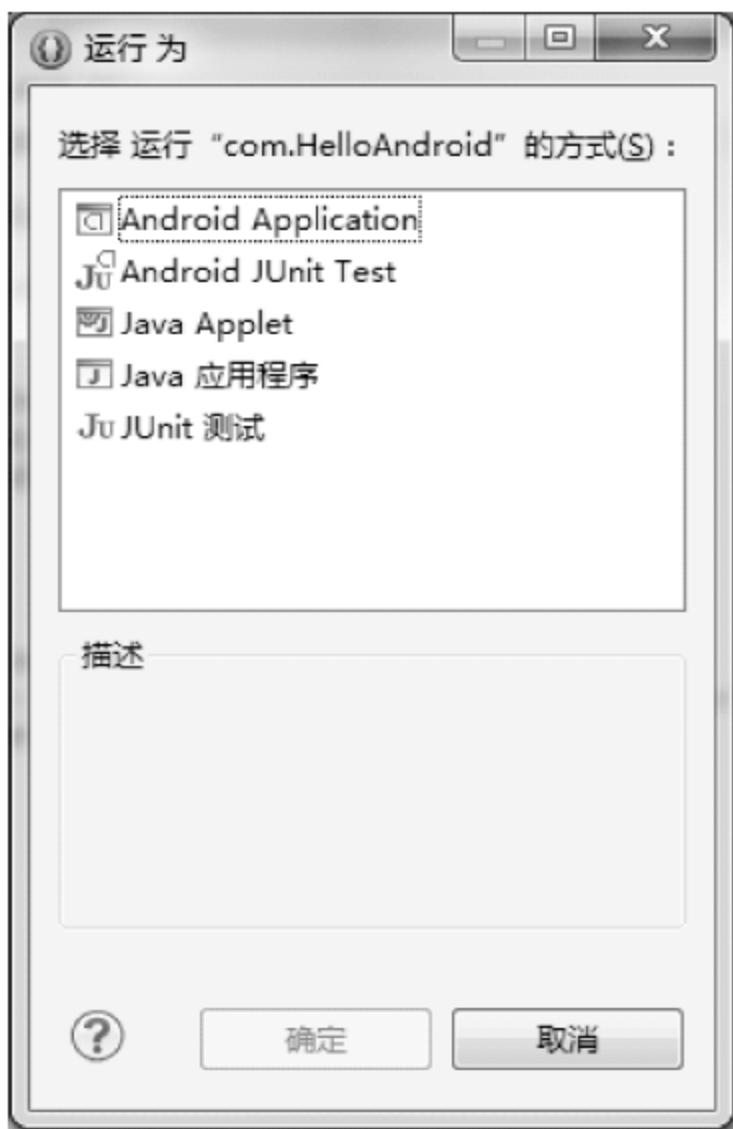 运行 为
选择 运行 “com.HelloAndroid” 的方式(S)：
Android Application
Android JUnit Test
Java Applet
Java 应用程序
JUnit 测试
描述
确定
取消